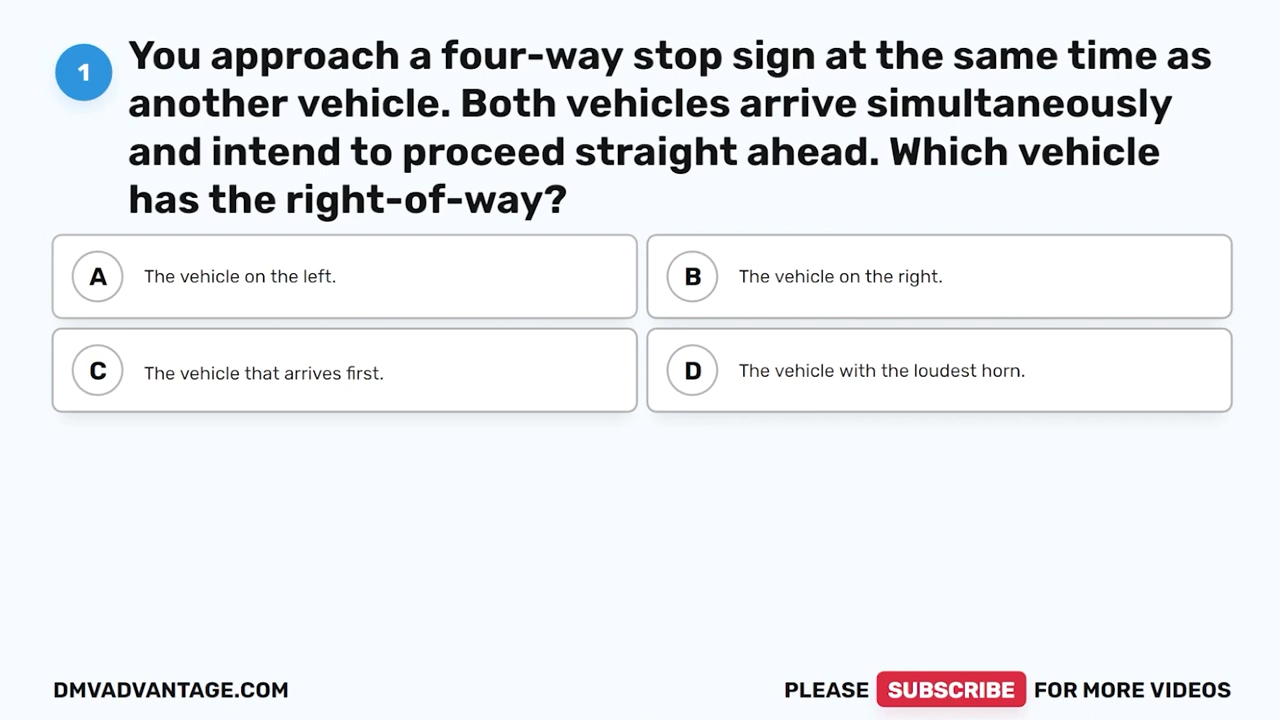 1
You approach a four-way stop sign at the same time as
another vehicle. Both vehicles arrive simultaneously
and intend to proceed straight ahead. Which vehicle
has the right-of-way?
A The vehicle on the left.
B The vehicle on the right.
C The vehicle that arrives first.
D The vehicle with the loudest horn.
DMVADVANTAGE.COM
PLEASE SUBSCRIBE FOR MORE VIDEOS